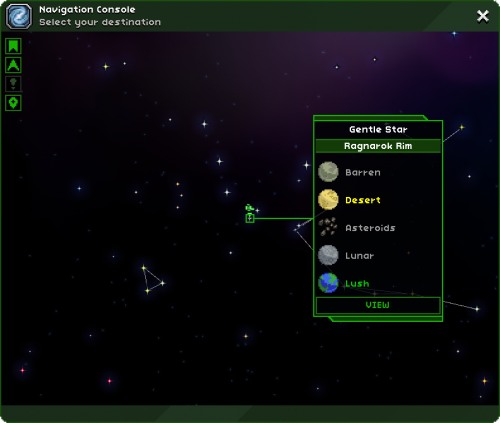 Navigation Console
Select your destination
Gentle Star
Ragnarok Rim
Barren
Desert
Asteroids
Lunar
Lush
VIEW